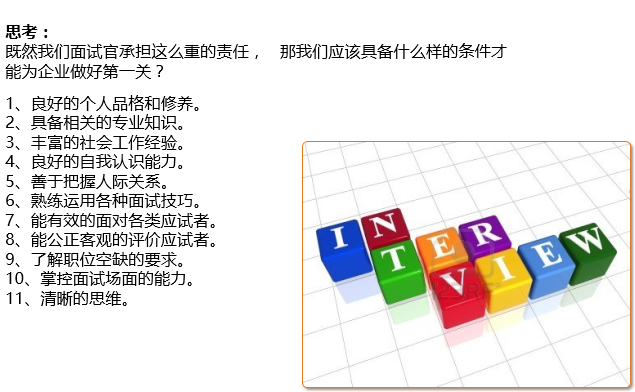 思考：
既然我们面试官承担这么重的责任， 那我们应该具备什么样的条件才
能为企业做好第一关？
1、良好的个人品格和修养。
2、具备相关的专业知识。
3、丰富的社会工作经验。
4、良好的自我认识能力。
5、善于把握人际关系。
6、熟练运用各种面试技巧。
7、能有效的面对各类应试者。
8、能公正客观的评价应试者。
9、了解职位空缺的要求。
10、掌控面试场面的能力。
11、清晰的思维。
INTERVIEW